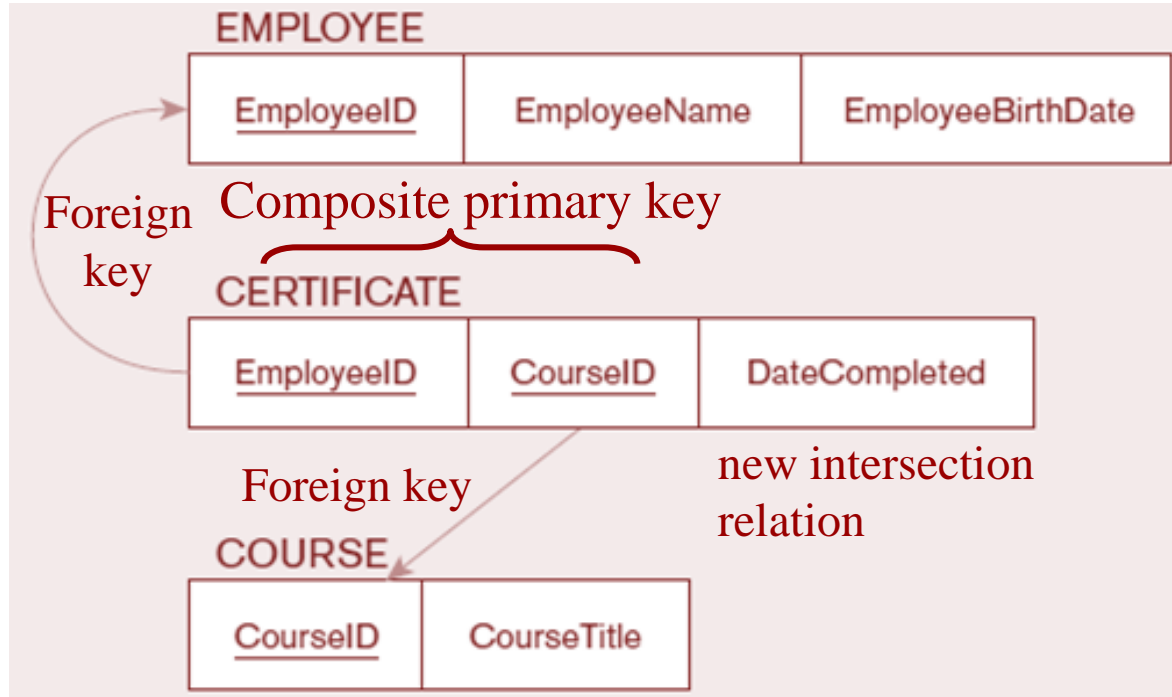 EMPLOYEE
EmployeeID EmployeeName EmployeeBirthDate
Foreign
key
Composite primary key
CERTIFICATE
EmployeeID CourseID DateCompleted
Foreign key
new intersection
relation
COURSE
CourseID CourseTitle